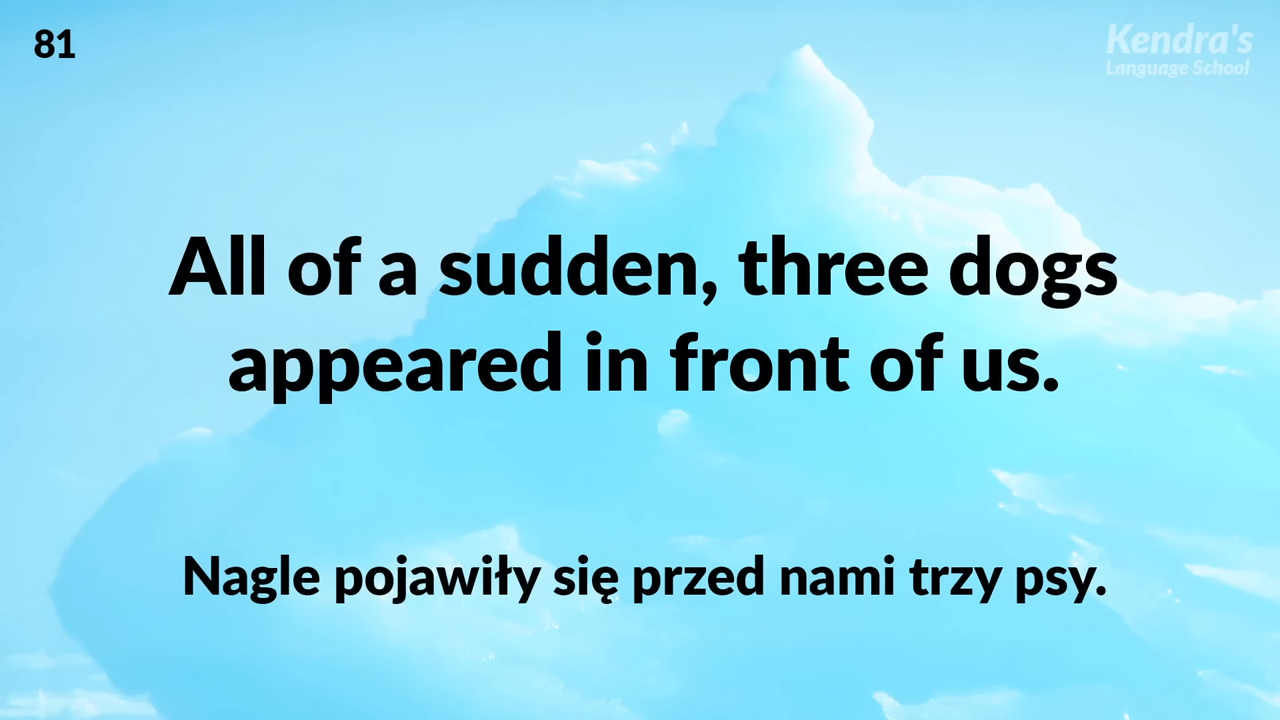 81
Kendra's
Language School
All of a sudden, three dogs
appeared in front of us.
Nagle pojawiły się przed nami trzy psy.